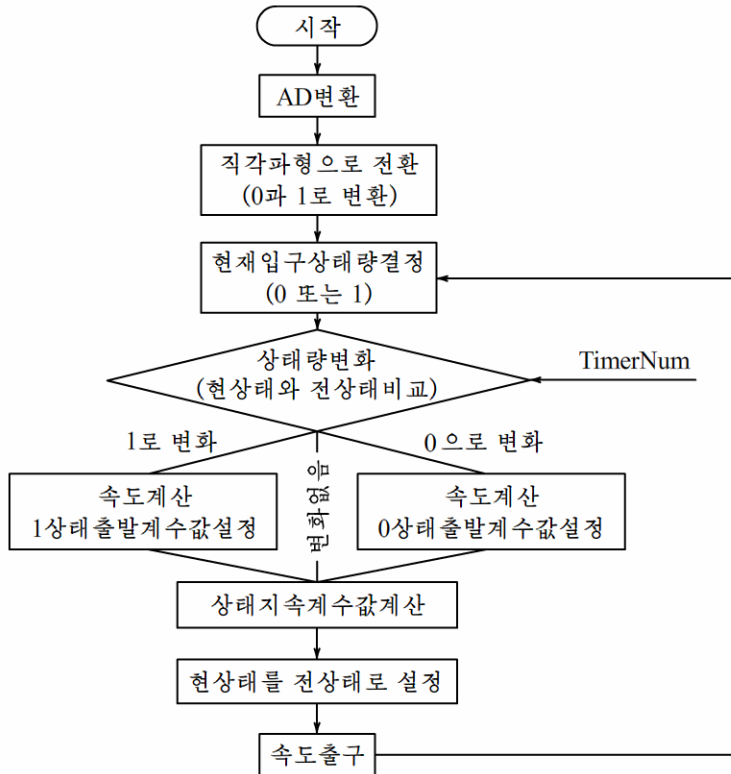 시작
AD변환
직각파형으로 전환
(0과 1로 변환)
현재입구상태량결정
(0 또는 1)
상태량변화
(현상태와 전상태비교)
TimerNum
1로 변화
0으로 변화
변화없음
속도계산
1상태출발계수값설정
속도계산
0상태출발계수값설정
상태지속계수값계산
현상태를 전상태로 설정
속도출구